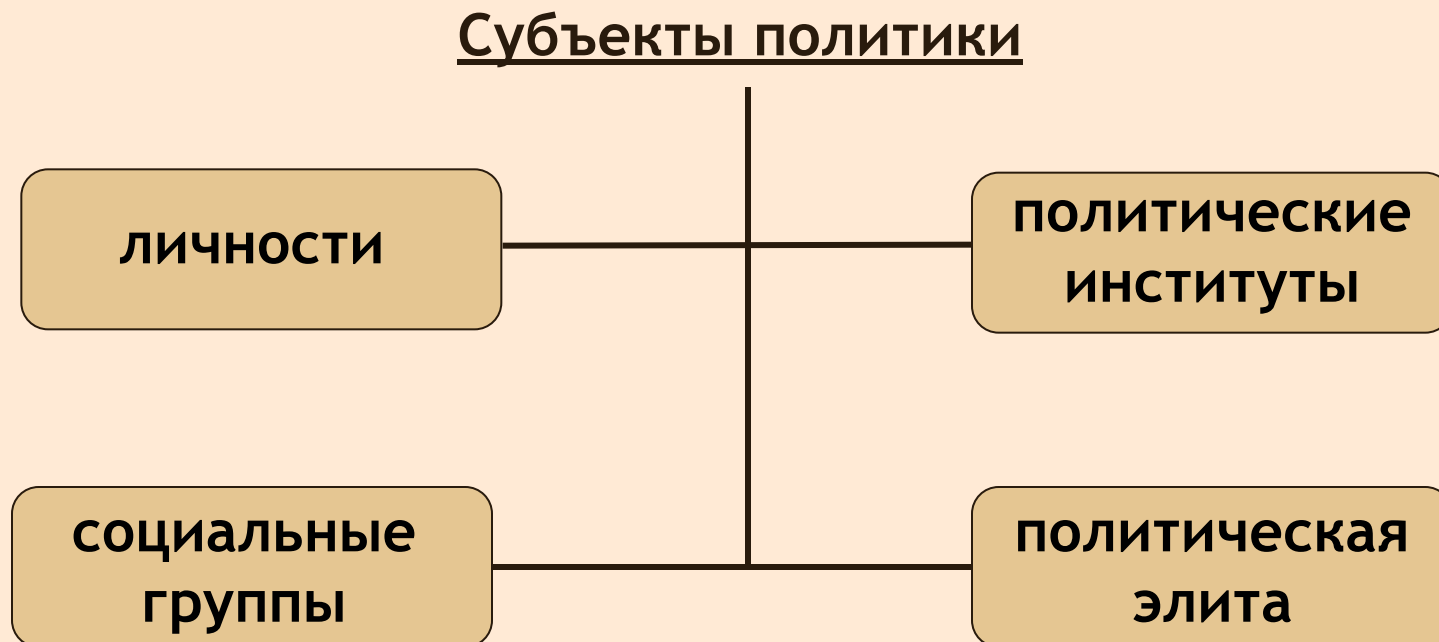 Субъекты политики
личности
политические
институты
социальные
группы
политическая
элита